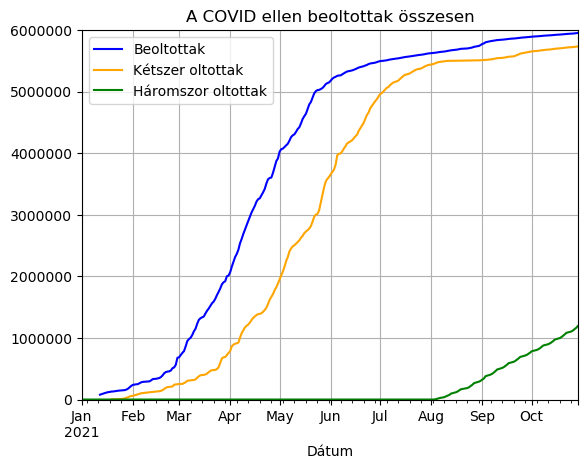 A COVID ellen beoltottak összesen
6000000
5000000
4000000
3000000
2000000
1000000
0
Beoltottak
Kétszer oltottak
Háromszor oltottak
Jan Feb Mar Apr May Jun Jul Aug Sep Oct
2021
Dátum